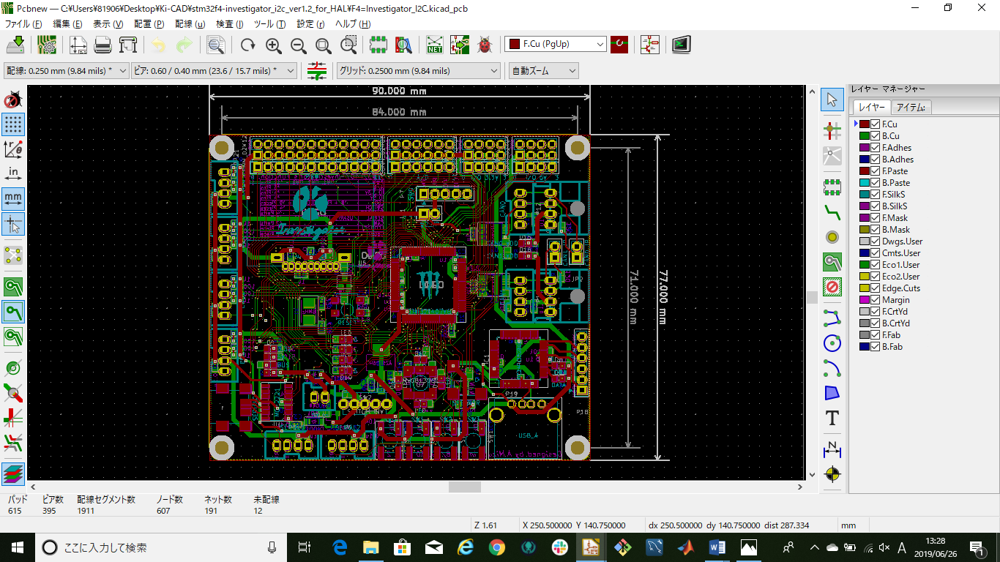 Pcbnew — C:¥Users¥81906¥Desktop¥Ki-CAD¥stm32f4-investigator_i2c_ver1.2_for_HAL¥F4=Investigator_I2C.kicad_pcb
ファイル (F) 編集 (E) 表示 (V) 配置 (P) 配線 (u) 検査 (I) ツール (T) 設定 (r) ヘルプ (H)
NET
F.Cu (PgUp)
配線: 0.250 mm (9.84 mils) * ビア: 0.60 / 0.40 mm (23.6 / 15.7 mils) * グリッド: 0.2500 mm (9.84 mils) 自動ズーム
in
mm
90.000 mm
84.000 mm
71.000 mm
77.000 mm
Investigator
I/O 5V
P19
P18
USB_A
T
N
レイヤー マネージャー
レイヤー アイテム:
F.Cu
B.Cu
F.Adhes
B.Adhes
F.Paste
B.Paste
F.SilkS
B.SilkS
F.Mask
B.Mask
Dwgs.User
Cmts.User
Eco1.User
Eco2.User
Edge.Cuts
Margin
F.CrtYd
B.CrtYd
F.Fab
B.Fab
パッド ビア数 配線セグメント数 ノード数 ネット数 未配線
615 395 1911 607 191 12
Z 1.61 X 250.500000 Y 140.750000 dx 250.500000 dy 140.750000 dist 287.334 mm
ここに入力して検索
A
13:28
2019/06/26
1